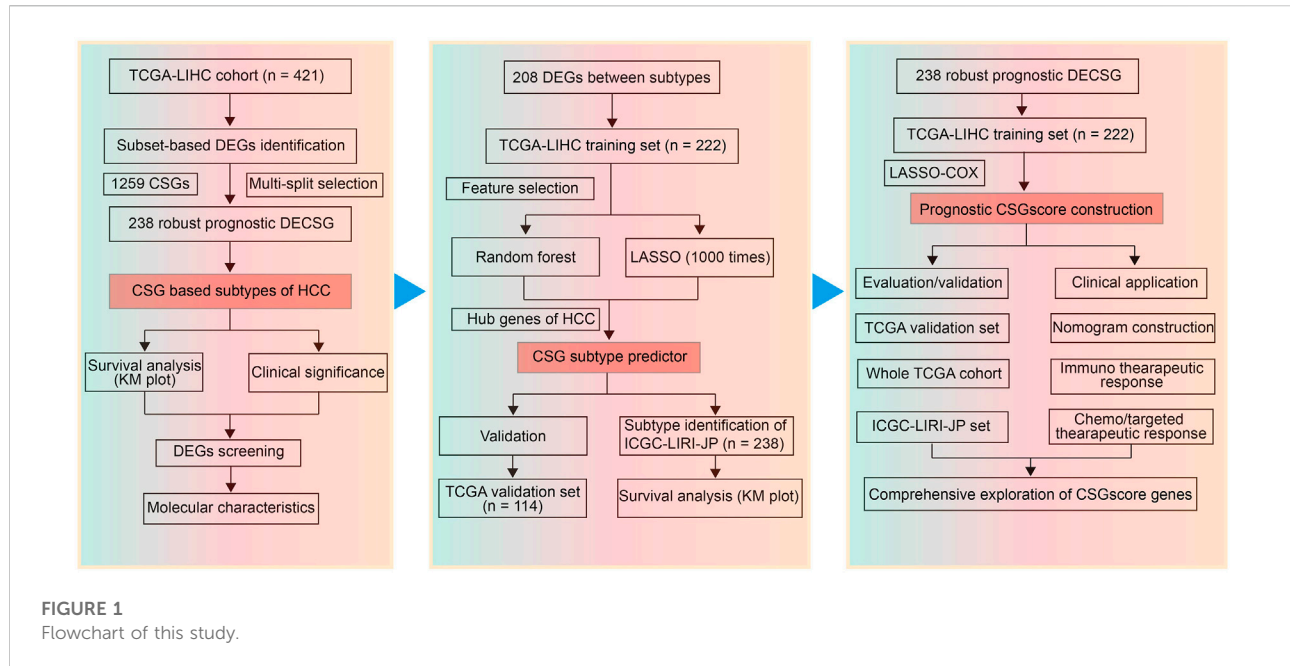 TCGA-LIHC cohort (n = 421)
Subset-based DEGs identification
1259 CSGs
Multi-split selection
238 robust prognostic DECSG
CSG based subtypes of HCC
Survival analysis
(KM plot)
Clinical significance
DEGs screening
Molecular characteristics
208 DEGs between subtypes
TCGA-LIHC training set (n = 222)
Feature selection
Random forest
LASSO (1000 times)
Hub genes of HCC
CSG subtype predictor
Validation
Subtype identification of
ICGC-LIRI-JP (n = 238)
TCGA validation set
(n = 114)
Survival analysis (KM plot)
238 robust prognostic DECSG
TCGA-LIHC training set (n = 222)
LASSO-COX
Prognostic CSGscore construction
Evaluation/validation
Clinical application
TCGA validation set
Nomogram construction
Whole TCGA cohort
Immuno thearapeutic
response
ICGC-LIRI-JP set
Chemo/targeted
thearapeutic response
Comprehensive exploration of CSGscore genes
FIGURE 1
Flowchart of this study.